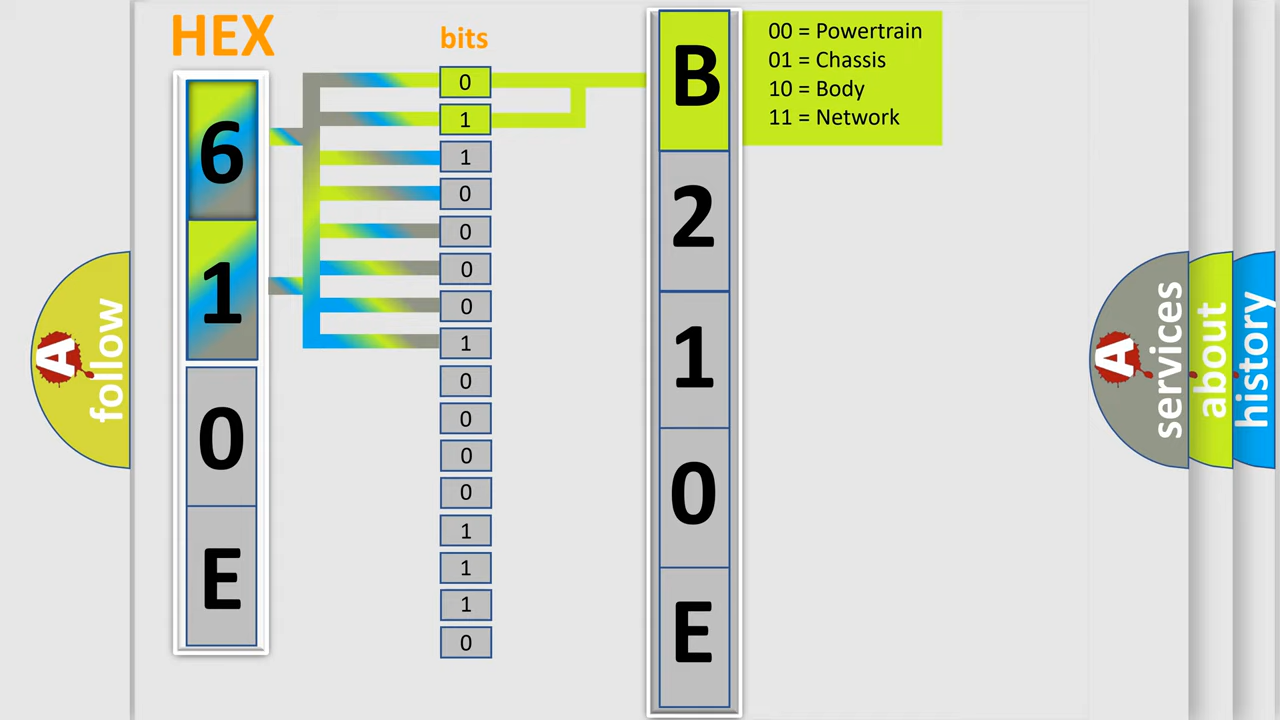 HEX
bits
6
1
0
E
0
1
1
0
0
0
0
1
0
0
0
0
1
1
1
0
B
2
1
0
E
00 = Powertrain
01 = Chassis
10 = Body
11 = Network
A
follow
A
services
about
history